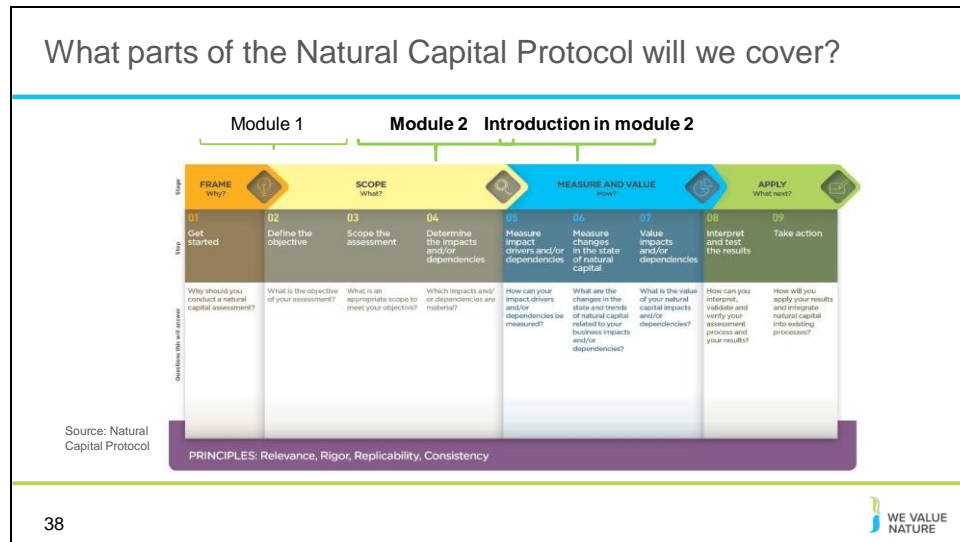 What parts of the Natural Capital Protocol will we cover?
Module 1
Module 2
Introduction in module 2
Stage
FRAME
Why?
SCOPE
What?
MEASURE AND VALUE
How?
APPLY
What next?
Step
01
Get
started
02
Define the
objective
03
Scope the
assessment
04
Determine
the impacts
and/or
dependencies
05
Measure
impact
drivers and/or
dependencies
06
Measure
changes
in the state
of natural
capital
07
Value
impacts
and/or
dependencies
08
Interpret
and test
the results
09
Take action
Questions this will answer
Why should you
conduct a natural
capital assessment?
What is the objective
of your assessment?
What is an
appropriate scope to
meet your objective?
Which impacts and/
or dependencies are
material?
How can your
impact drivers
and/or
dependencies be
measured?
What are the
changes in the
state and trends
of natural capital
related to your
business impacts
and/or
dependencies?
What is the value
of your natural
capital impacts
and/or
dependencies?
How can you
interpret,
validate and
verify your
assessment
process and
your results?
How will you
apply your results
and integrate
natural capital
into existing
processes?
Source: Natural
Capital Protocol
PRINCIPLES: Relevance, Rigor, Replicability, Consistency
38
WE VALUE
NATURE